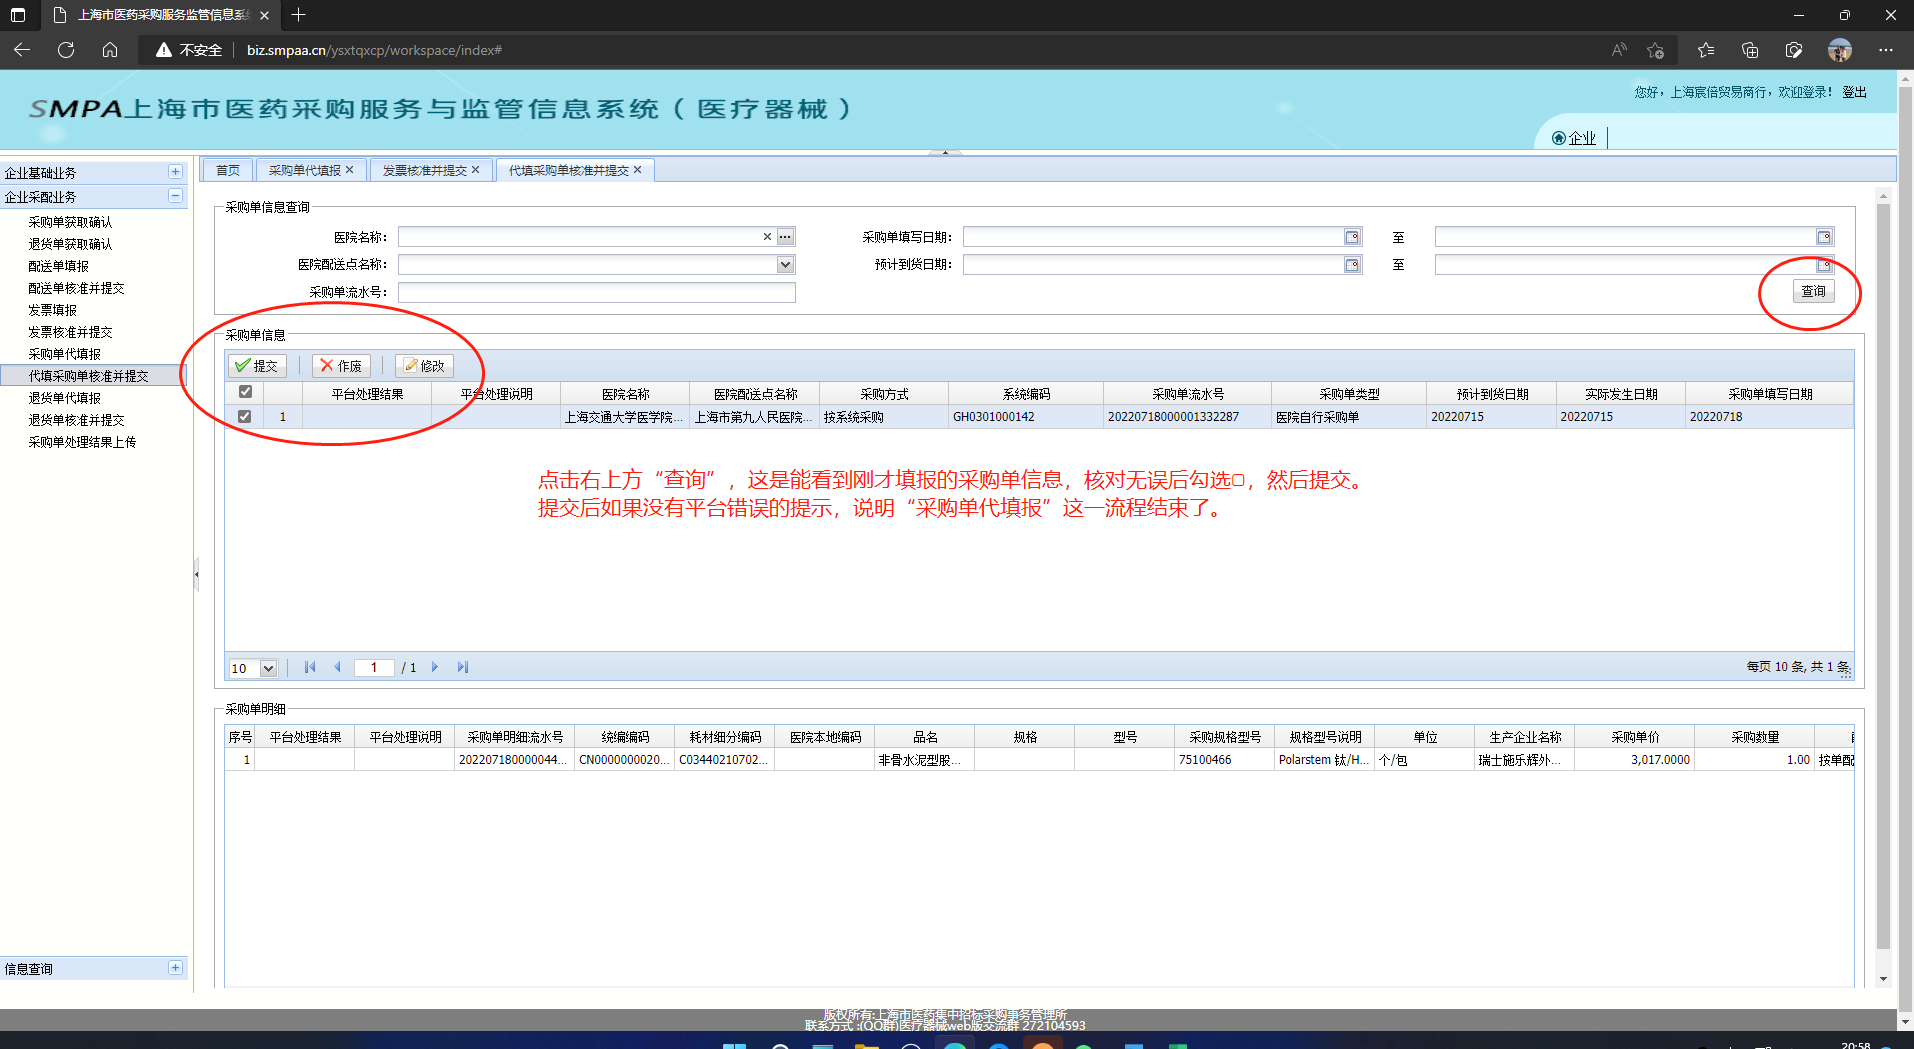 上海市医药采购服务监管信息系
不安全
biz.smpaa.cn/ysxtqxcp/workspace/index#
SMPA上海市医药采购服务与监管信息系统（医疗器械）
您好，上海宸倍贸易商行，欢迎登录！ 登出
企业
企业基础业务
企业采配业务
采购单获取确认
退货单获取确认
配送单填报
配送单核准并提交
发票填报
发票核准并提交
采购单代填报
代填采购单核准并提交
退货单代填报
退货单核准并提交
采购单处理结果上传
信息查询
首页 采购单代填报 发票核准并提交 代填采购单核准并提交
采购单信息查询
医院名称： 采购单填写日期： 至
医院配送点名称： 预计到货日期： 至
采购单流水号：
查询
采购单信息
提交 作废 修改
平台处理结果 平台处理说明 医院名称 医院配送点名称 采购方式 系统编码 采购单流水号 采购单类型 预计到货日期 实际发生日期 采购单填写日期
1 上海交通大学医学院... 上海市第九人民医院... 按系统采购 GH0301000142 20220718000001332287 医院自行采购单 20220715 20220715 20220718
点击右上方“查询”，这是能看到刚才填报的采购单信息，核对无误后勾选▢，然后提交。
提交后如果没有平台错误的提示，说明“采购单代填报”这一流程结束了。
10 1 / 1 每页 10 条, 共 1 条
采购单明细
序号 平台处理结果 平台处理说明 采购单明细流水号 统编编码 耗材细分编码 医院本地编码 品名 规格 型号 采购规格型号 规格型号说明 单位 生产企业名称 采购单价 采购数量
1 202207180000044... CN0000000020... C03440210702... 非骨水泥型股... 75100466 Polarstem 钛/H... 个/包 瑞士施乐辉外... 3,017.0000 1.00 按单配
版权所有:上海市医药集中招标采购事务管理所
联系方式 :(QQ群)医疗器械web版交流群 272104593
20:58